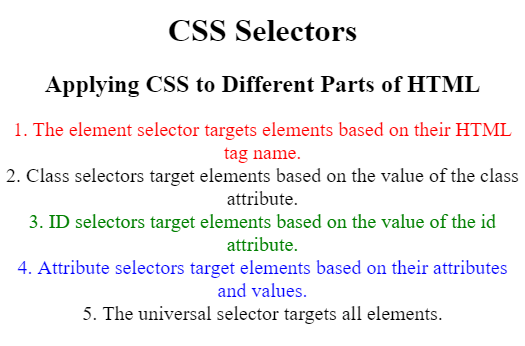 CSS Selectors
Applying CSS to Different Parts of HTML
1. The element selector targets elements based on their HTML
tag name.
2. Class selectors target elements based on the value of the class
attribute.
3. ID selectors target elements based on the value of the id
attribute.
4. Attribute selectors target elements based on their attributes
and values.
5. The universal selector targets all elements.